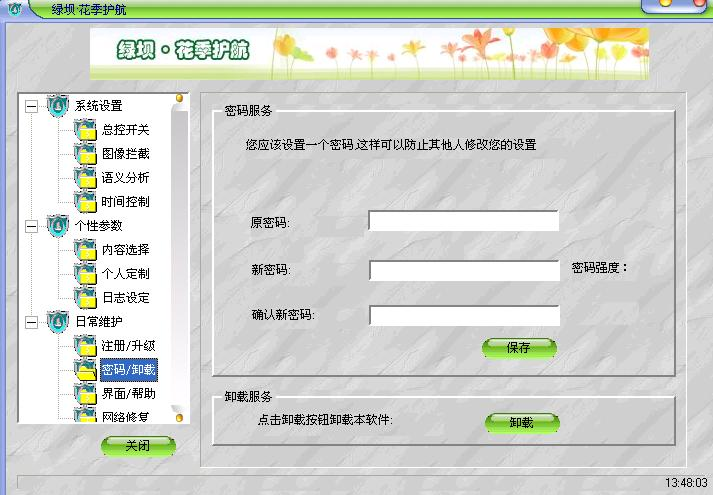 绿坝·花季护航
绿坝·花季护航
系统设置
总控开关
图像拦截
语义分析
时间控制
个性参数
内容选择
个人定制
日志设定
日常维护
注册/升级
密码/卸载
界面/帮助
网络修复
关闭
密码服务
您应该设置一个密码,这样可以防止其他人修改您的设置
原密码:
新密码:
密码强度：
确认新密码:
保存
卸载服务
点击卸载按钮卸载本软件:
卸载
13:48:03